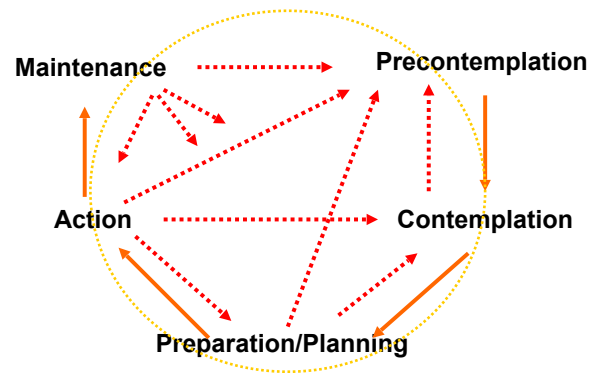 Precontemplation
Maintenance
Action
Contemplation
Preparation/Planning